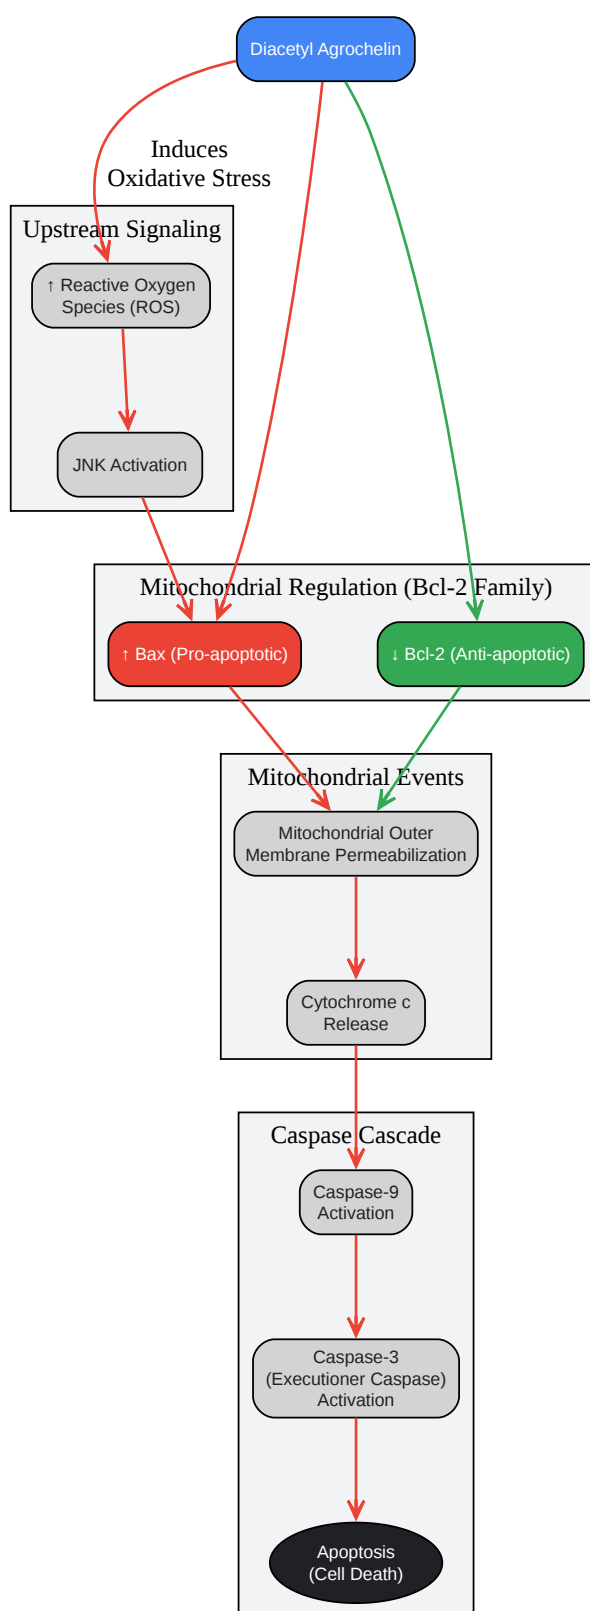 Diacetyl Agrochelin
Induces
Oxidative Stress
Upstream Signaling
↑ Reactive Oxygen
Species (ROS)
JNK Activation
Mitochondrial Regulation (Bcl-2 Family)
↑ Bax (Pro-apoptotic)
↓ Bcl-2 (Anti-apoptotic)
Mitochondrial Events
Mitochondrial Outer
Membrane Permeabilization
Cytochrome c
Release
Caspase Cascade
Caspase-9
Activation
Caspase-3
(Executioner Caspase)
Activation
Apoptosis
(Cell Death)